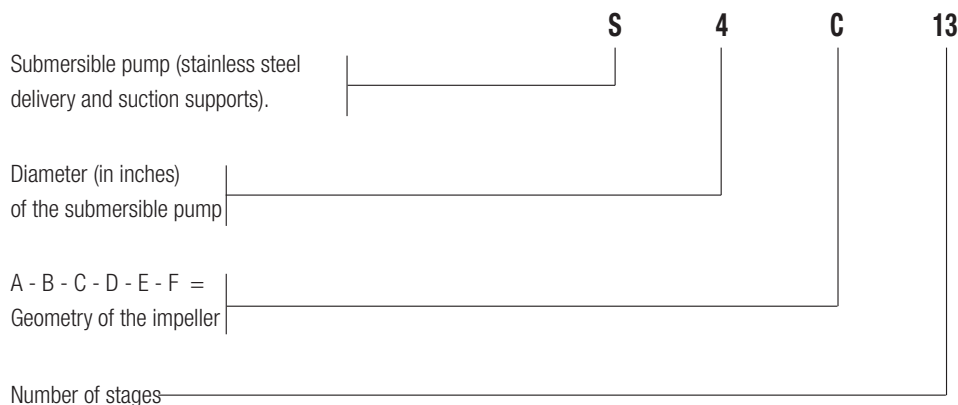 S 4 C 13
Submersible pump (stainless steel
delivery and suction supports).
Diameter (in inches)
of the submersible pump
A - B - C - D - E - F =
Geometry of the impeller
Number of stages